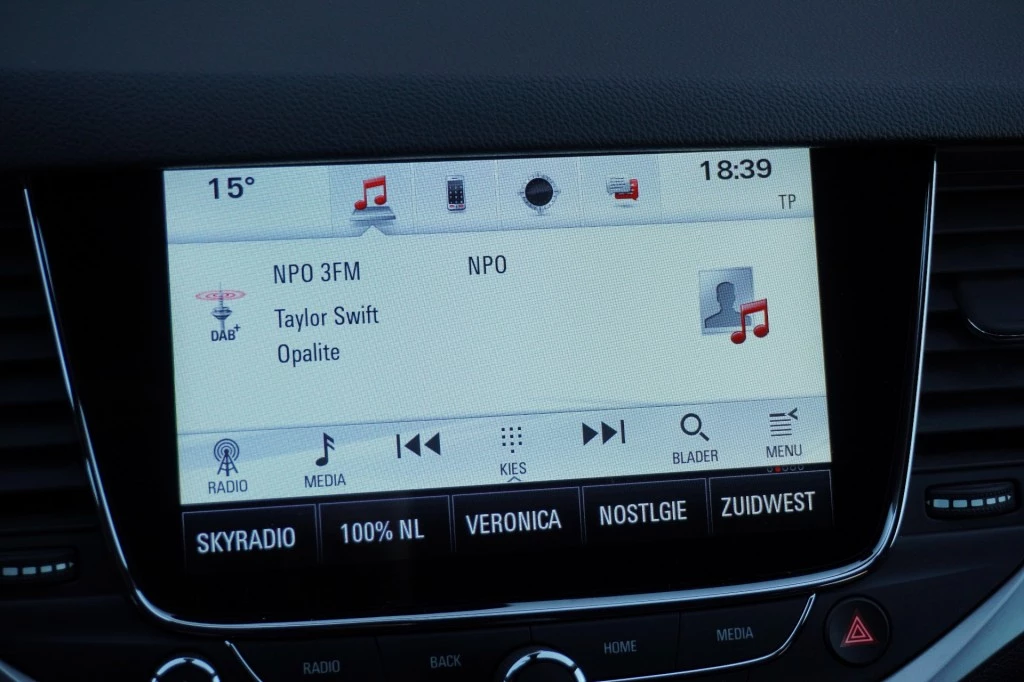 15° 18:39
TP
NPO 3FM NPO
DAB+
Taylor Swift
Opalite
RADIO MEDIA KIES BLADER MENU
SKYRADIO 100% NL VERONICA NOSTLGIE ZUIDWEST
RADIO BACK HOME MEDIA